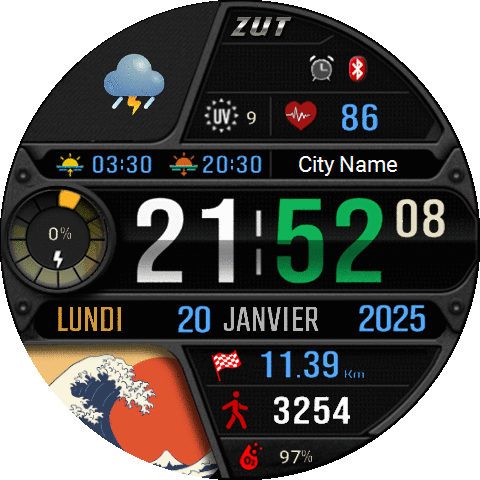 ZUT
UV 9 86
03:30 20:30 City Name
0%
21:52 08
LUNDI 20 JANVIER 2025
11.39 Km
3254
O₂ 97%